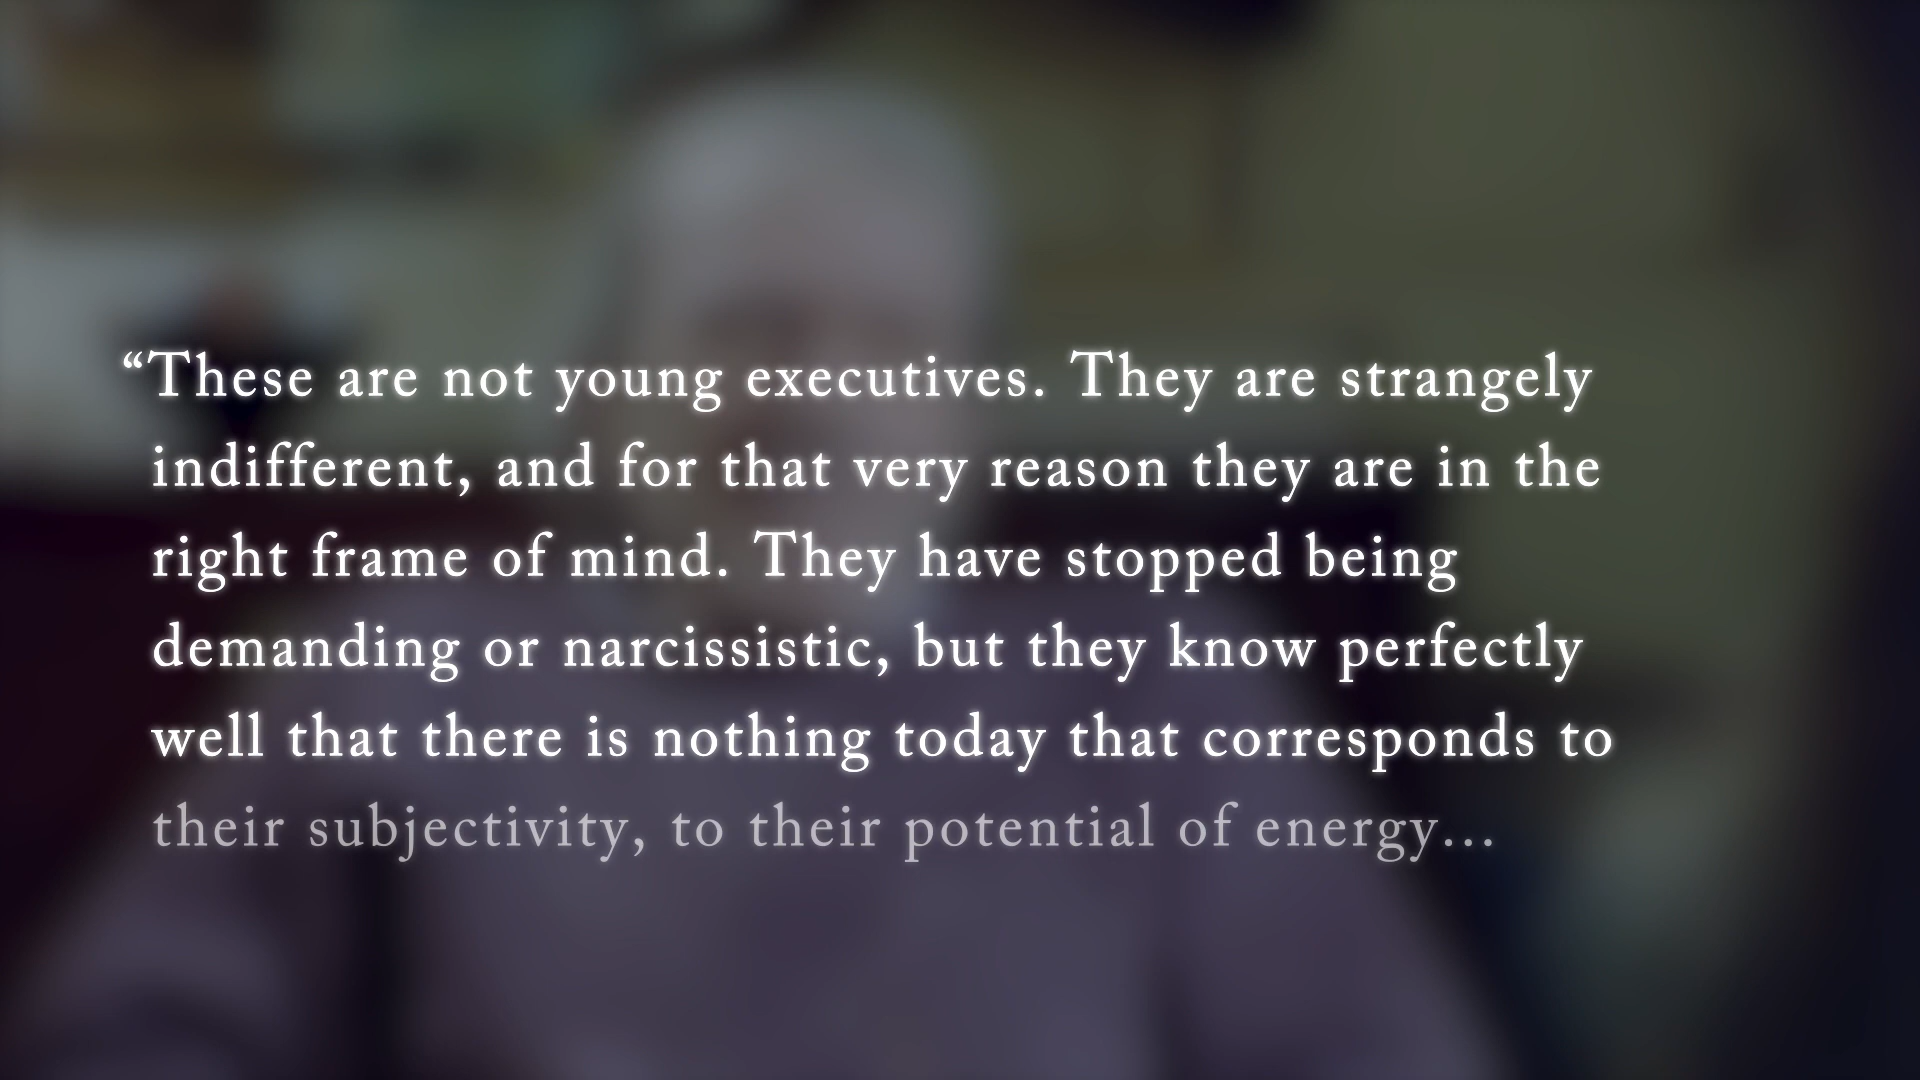 “These are not young executives. They are strangely
indifferent, and for that very reason they are in the
right frame of mind. They have stopped being
demanding or narcissistic, but they know perfectly
well that there is nothing today that corresponds to
their subjectivity, to their potential of energy...